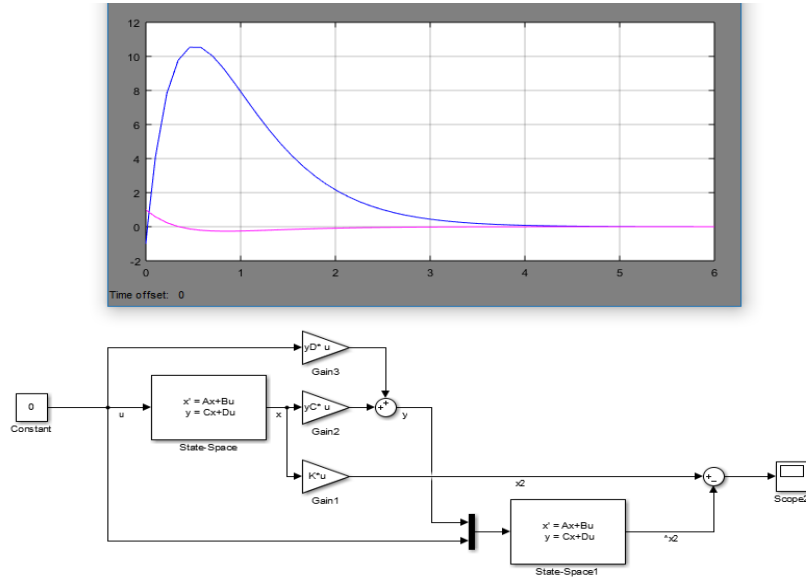 12
10
8
6
4
2
0
-2
0 1 2 3 4 5 6
Time offset: 0
yD* u
Gain3
0
Constant
u
x' = Ax+Bu
y = Cx+Du
State-Space
x
yC* u
Gain2
+
+
y
K*u
Gain1
x2
+
−
Scope2
x' = Ax+Bu
y = Cx+Du
State-Space1
^x2